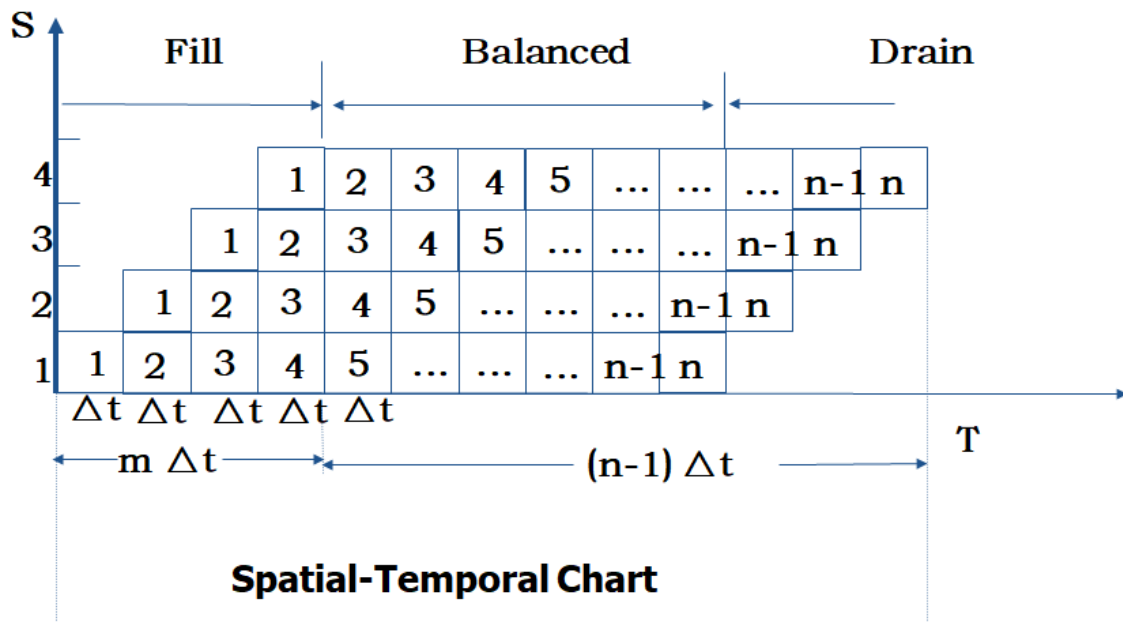 S
Fill Balanced Drain
4 1 2 3 4 5 ... ... ... n-1 n
3 1 2 3 4 5 ... ... ... n-1 n
2 1 2 3 4 5 ... ... ... n-1 n
1 1 2 3 4 5 ... ... ... n-1 n
△t △t △t △t △t
T
m △t (n-1) △t
Spatial-Temporal Chart